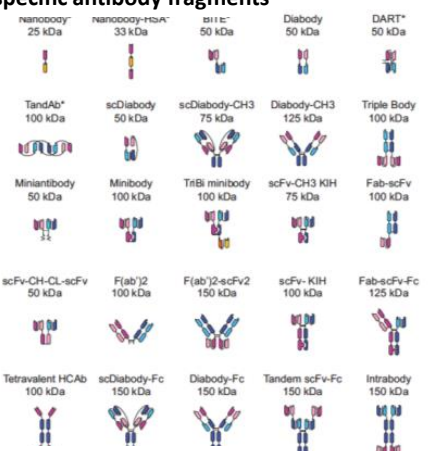 specific antibody fragments
Nanobody* Nanobody-HSA* BiTE* Diabody DART*
25 kDa 33 kDa 50 kDa 50 kDa 50 kDa
TandAb* scDiabody scDiabody-CH3 Diabody-CH3 Triple Body
100 kDa 50 kDa 75 kDa 125 kDa 100 kDa
Miniantibody Minibody TriBi minibody scFv-CH3 KIH Fab-scFv
50 kDa 100 kDa 100 kDa 75 kDa 100 kDa
scFv-CH-CL-scFv F(ab')2 F(ab')2-scFv2 scFv- KIH Fab-scFv-Fc
50 kDa 100 kDa 150 kDa 100 kDa 125 kDa
Tetravalent HCAb scDiabody-Fc Diabody-Fc Tandem scFv-Fc Intrabody
100 kDa 150 kDa 150 kDa 150 kDa 150 kDa